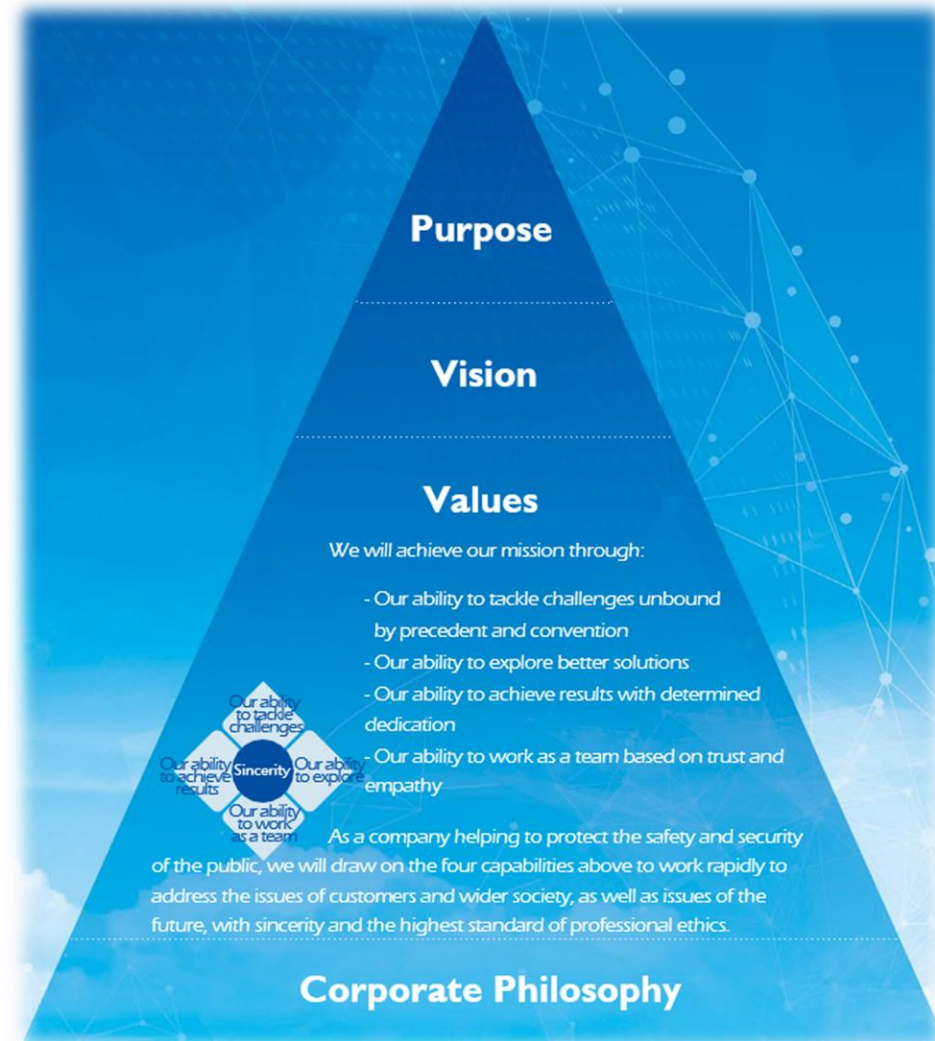 Purpose
Vision
Values
We will achieve our mission through:
- Our ability to tackle challenges unbound
by precedent and convention
- Our ability to explore better solutions
- Our ability to achieve results with determined
dedication
- Our ability to work as a team based on trust and
empathy
Our ability
to tackle
challenges
Our ability
to achieve
results
Sincerity
Our ability
to explore
Our ability
to work
as a team
As a company helping to protect the safety and security
of the public, we will draw on the four capabilities above to work rapidly to
address the issues of customers and wider society, as well as issues of the
future, with sincerity and the highest standard of professional ethics.
Corporate Philosophy